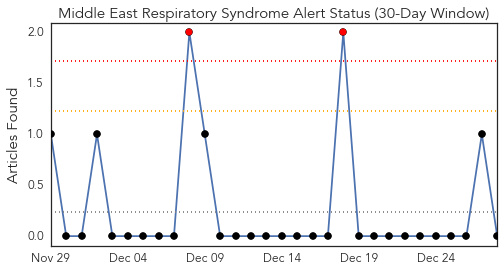 Middle East Respiratory Syndrome Alert Status (30-Day Window)
Articles Found
2.0
1.5
1.0
0.5
0.0
Nov 29 Dec 04 Dec 09 Dec 14 Dec 19 Dec 24